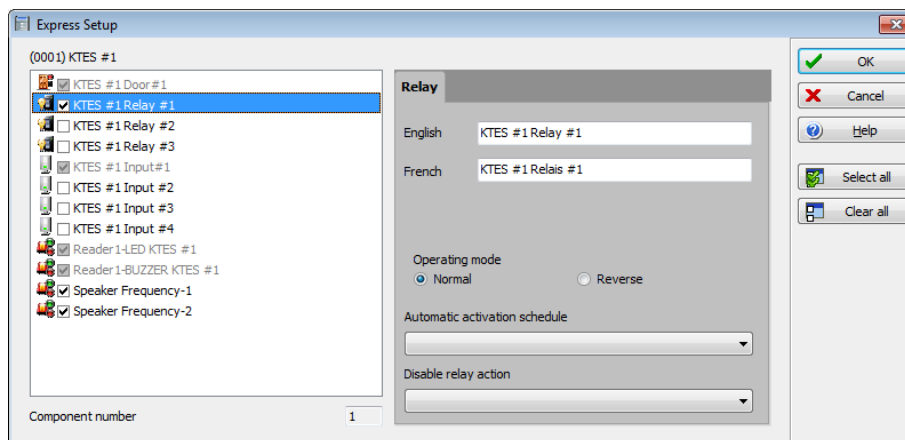 Express Setup
(0001) KTES #1
KTES #1 Door#1
KTES #1 Relay #1
KTES #1 Relay #2
KTES #1 Relay #3
KTES #1 Input#1
KTES #1 Input #2
KTES #1 Input #3
KTES #1 Input #4
Reader1-LED KTES #1
Reader1-BUZZER KTES #1
Speaker Frequency-1
Speaker Frequency-2
Component number 1
Relay
English KTES #1 Relay #1
French KTES #1 Relais #1
Operating mode
Normal Reverse
Automatic activation schedule
Disable relay action
OK
Cancel
Help
Select all
Clear all